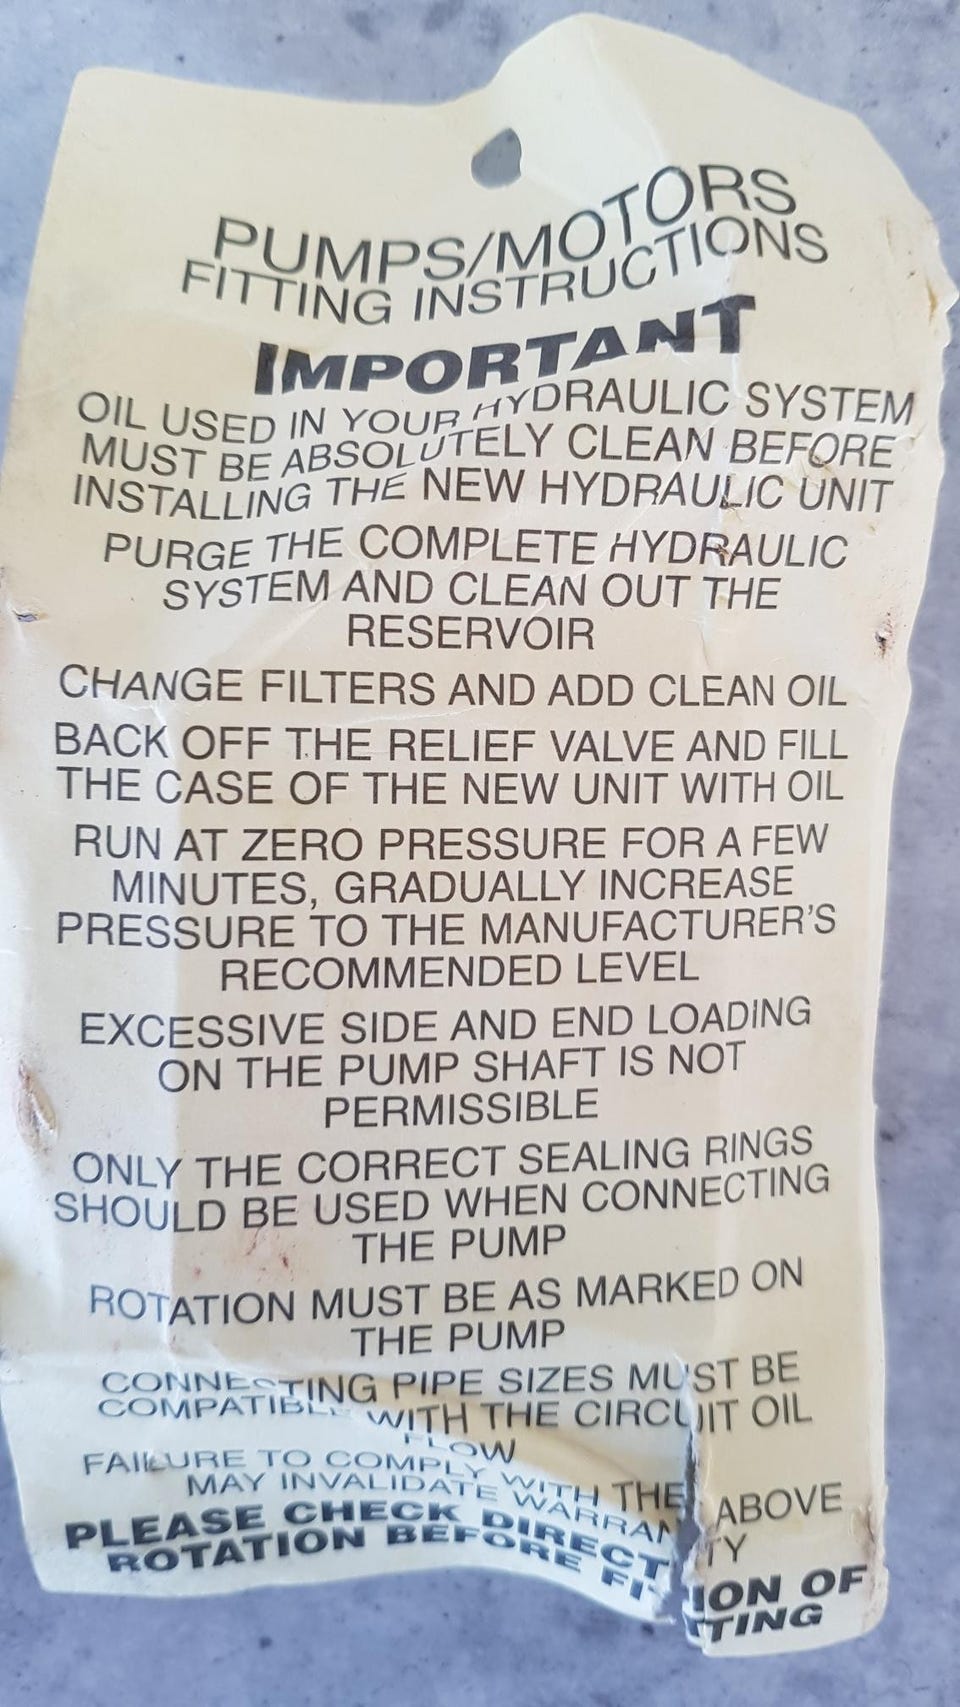 PUMPS/MOTORS
FITTING INSTRUCTIONS
IMPORTANT
OIL USED IN YOUR HYDRAULIC SYSTEM
MUST BE ABSOLUTELY CLEAN BEFORE
INSTALLING THE NEW HYDRAULIC UNIT
PURGE THE COMPLETE HYDRAULIC
SYSTEM AND CLEAN OUT THE
RESERVOIR
CHANGE FILTERS AND ADD CLEAN OIL
BACK OFF THE RELIEF VALVE AND FILL
THE CASE OF THE NEW UNIT WITH OIL
RUN AT ZERO PRESSURE FOR A FEW
MINUTES, GRADUALLY INCREASE
PRESSURE TO THE MANUFACTURER'S
RECOMMENDED LEVEL
EXCESSIVE SIDE AND END LOADING
ON THE PUMP SHAFT IS NOT
PERMISSIBLE
ONLY THE CORRECT SEALING RINGS
SHOULD BE USED WHEN CONNECTING
THE PUMP
ROTATION MUST BE AS MARKED ON
THE PUMP
CONNECTING PIPE SIZES MUST BE
COMPATIBLE WITH THE CIRCUIT OIL
FLOW
FAILURE TO COMPLY WITH THE ABOVE
MAY INVALIDATE WARRANTY
PLEASE CHECK DIRECTION OF
ROTATION BEFORE FITTING